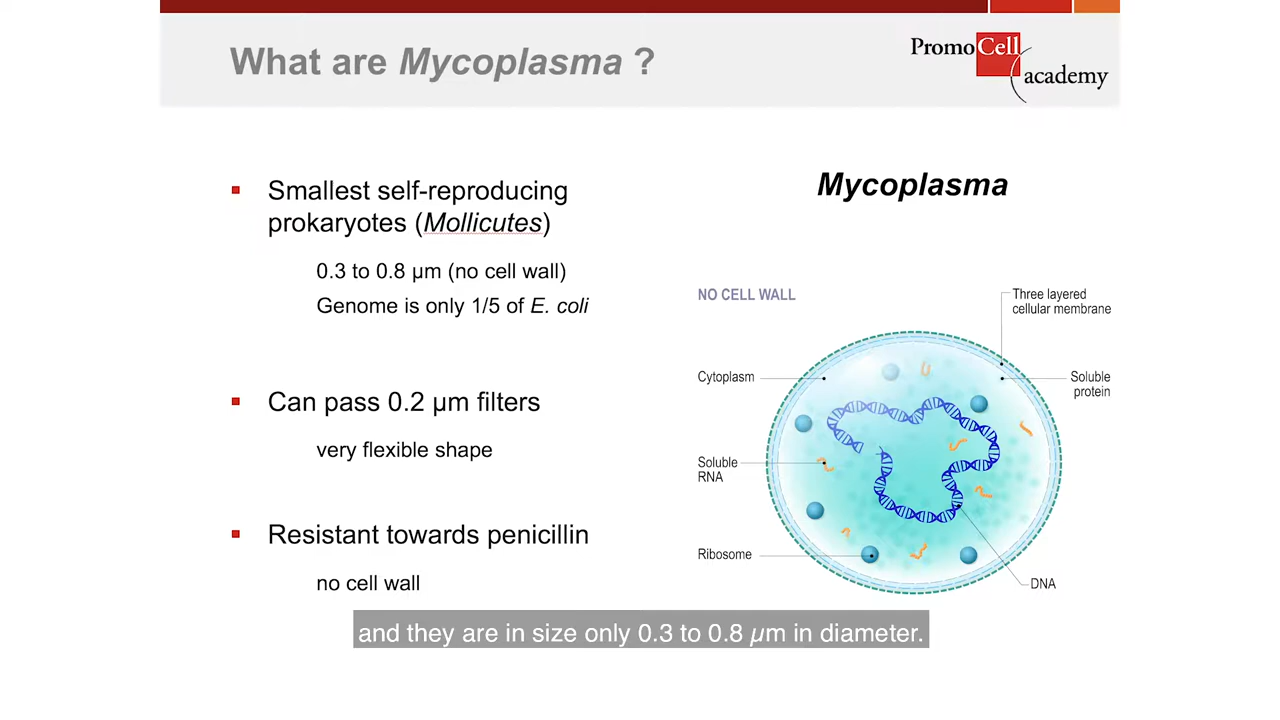 What are Mycoplasma ?
PromoCell
academy
▪ Smallest self-reproducing
prokaryotes (Mollicutes)
0.3 to 0.8 µm (no cell wall)
Genome is only 1/5 of E. coli
▪ Can pass 0.2 µm filters
very flexible shape
▪ Resistant towards penicillin
no cell wall
Mycoplasma
NO CELL WALL
Three layered
cellular membrane
Cytoplasm
Soluble
protein
Soluble
RNA
Ribosome
DNA
and they are in size only 0.3 to 0.8 µm in diameter.